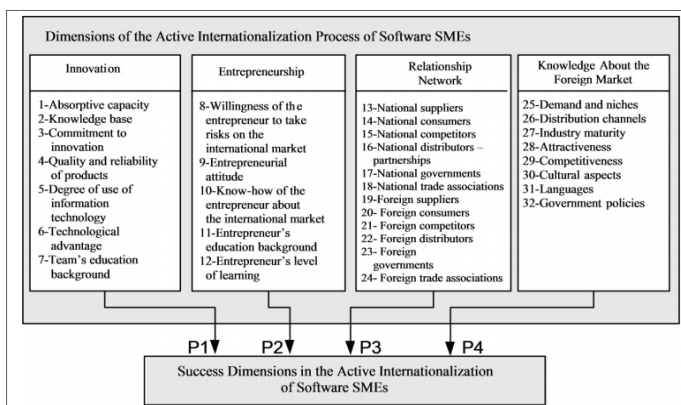 Dimensions of the Active Internationalization Process of Software SMEs
Innovation
1-Absorptive capacity
2-Knowledge base
3-Commitment to
innovation
4-Quality and reliability
of products
5-Degree of use of
information
technology
6-Technological
advantage
7-Team's education
background
Entrepreneurship
8-Willingness of the
entrepreneur to take
risks on the
international market
9-Entrepreneurial
attitude
10-Know-how of the
entrepreneur about
the international market
11-Entrepreneur's
education background
12-Entrepreneur's level
of learning
Relationship
Network
13-National suppliers
14-National consumers
15-National competitors
16-National distributors –
partnerships
17-National governments
18-National trade associations
19-Foreign suppliers
20- Foreign consumers
21- Foreign competitors
22- Foreign distributors
23- Foreign
governments
24- Foreign trade associations
Knowledge About the
Foreign Market
25-Demand and niches
26-Distribution channels
27-Industry maturity
28-Attractiveness
29-Competitiveness
30-Cultural aspects
31-Languages
32-Government policies
P1 P2 P3 P4
Success Dimensions in the Active Internationalization
of Software SMEs